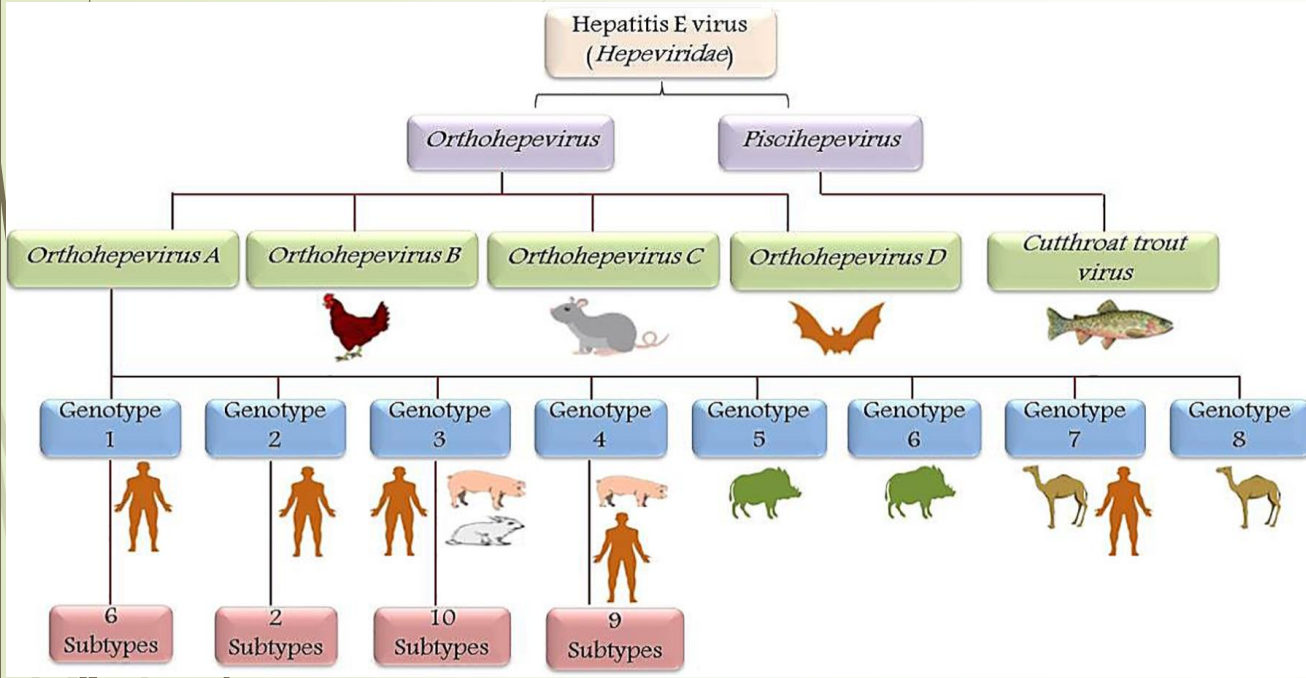 Hepatitis E virus
(Hepeviridae)
Orthohepevirus
Piscihepevirus
Orthohepevirus A
Orthohepevirus B
Orthohepevirus C
Orthohepevirus D
Cutthroat trout
virus
Genotype
1
Genotype
2
Genotype
3
Genotype
4
Genotype
5
Genotype
6
Genotype
7
Genotype
8
6
Subtypes
2
Subtypes
10
Subtypes
9
Subtypes